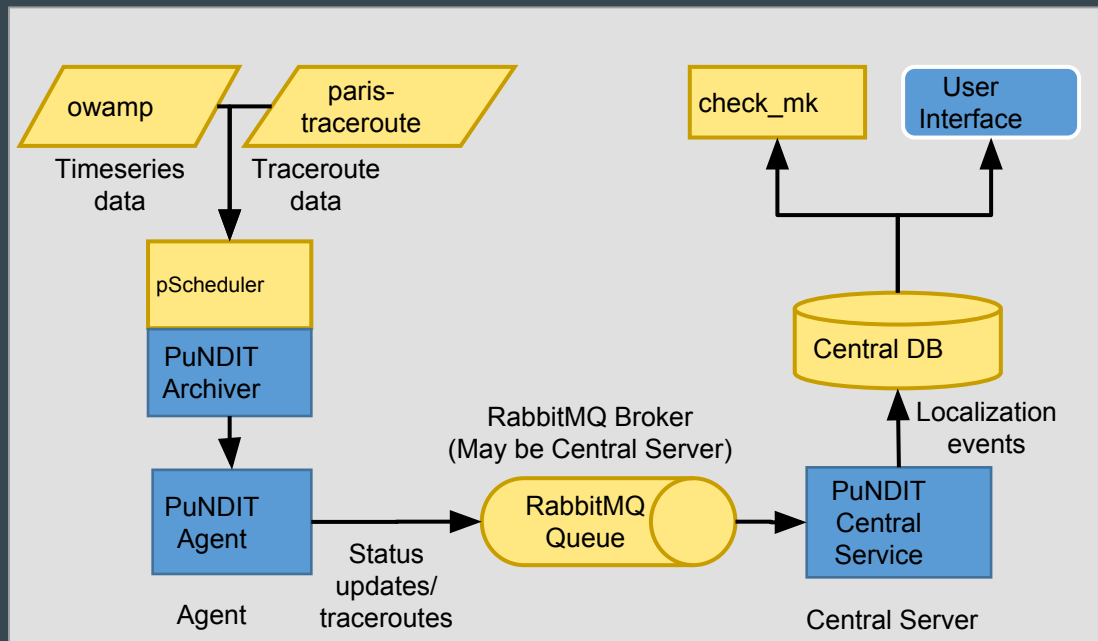 owamp
paris-
traceroute
Timeseries
data
Traceroute
data
pScheduler
PuNDIT
Archiver
PuNDIT
Agent
Agent
Status
updates/
traceroutes
RabbitMQ Broker
(May be Central Server)
RabbitMQ
Queue
check_mk
User
Interface
Central DB
Localization
events
PuNDIT
Central
Service
Central Server